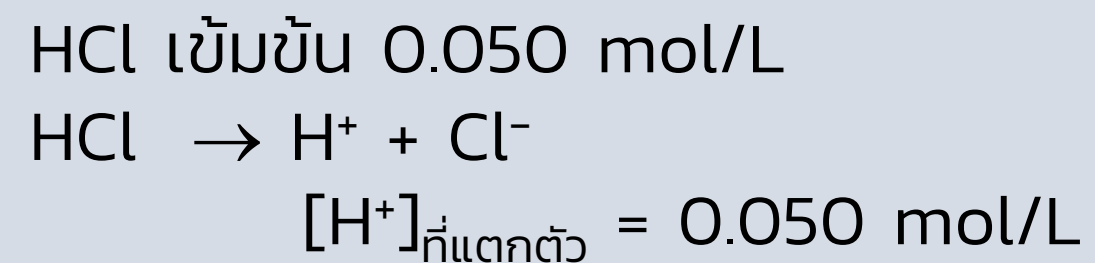 HCl เข้มข้น 0.050 mol/L
HCl → H⁺ + Cl⁻
[H⁺]ที่แตกตัว = 0.050 mol/L